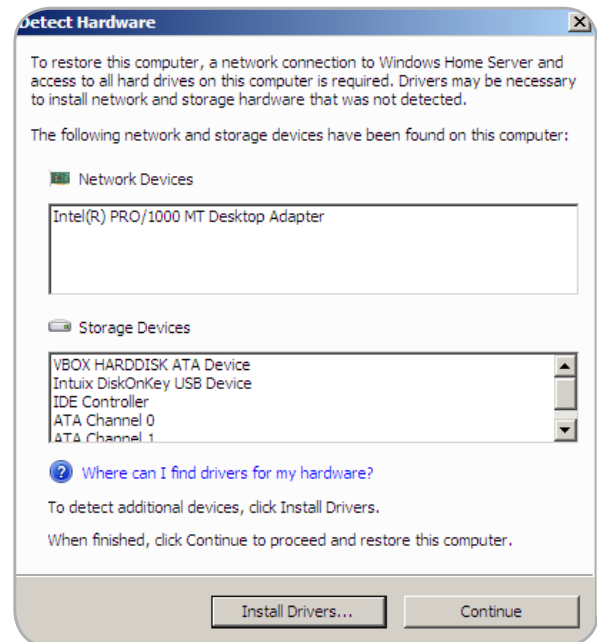 Detect Hardware
To restore this computer, a network connection to Windows Home Server and
access to all hard drives on this computer is required. Drivers may be necessary
to install network and storage hardware that was not detected.
The following network and storage devices have been found on this computer:
Network Devices
Intel(R) PRO/1000 MT Desktop Adapter
Storage Devices
VBOX HARDDISK ATA Device
Intuix DiskOnKey USB Device
IDE Controller
ATA Channel 0
ATA Channel 1
Where can I find drivers for my hardware?
To detect additional devices, click Install Drivers.
When finished, click Continue to proceed and restore this computer.
Install Drivers... Continue